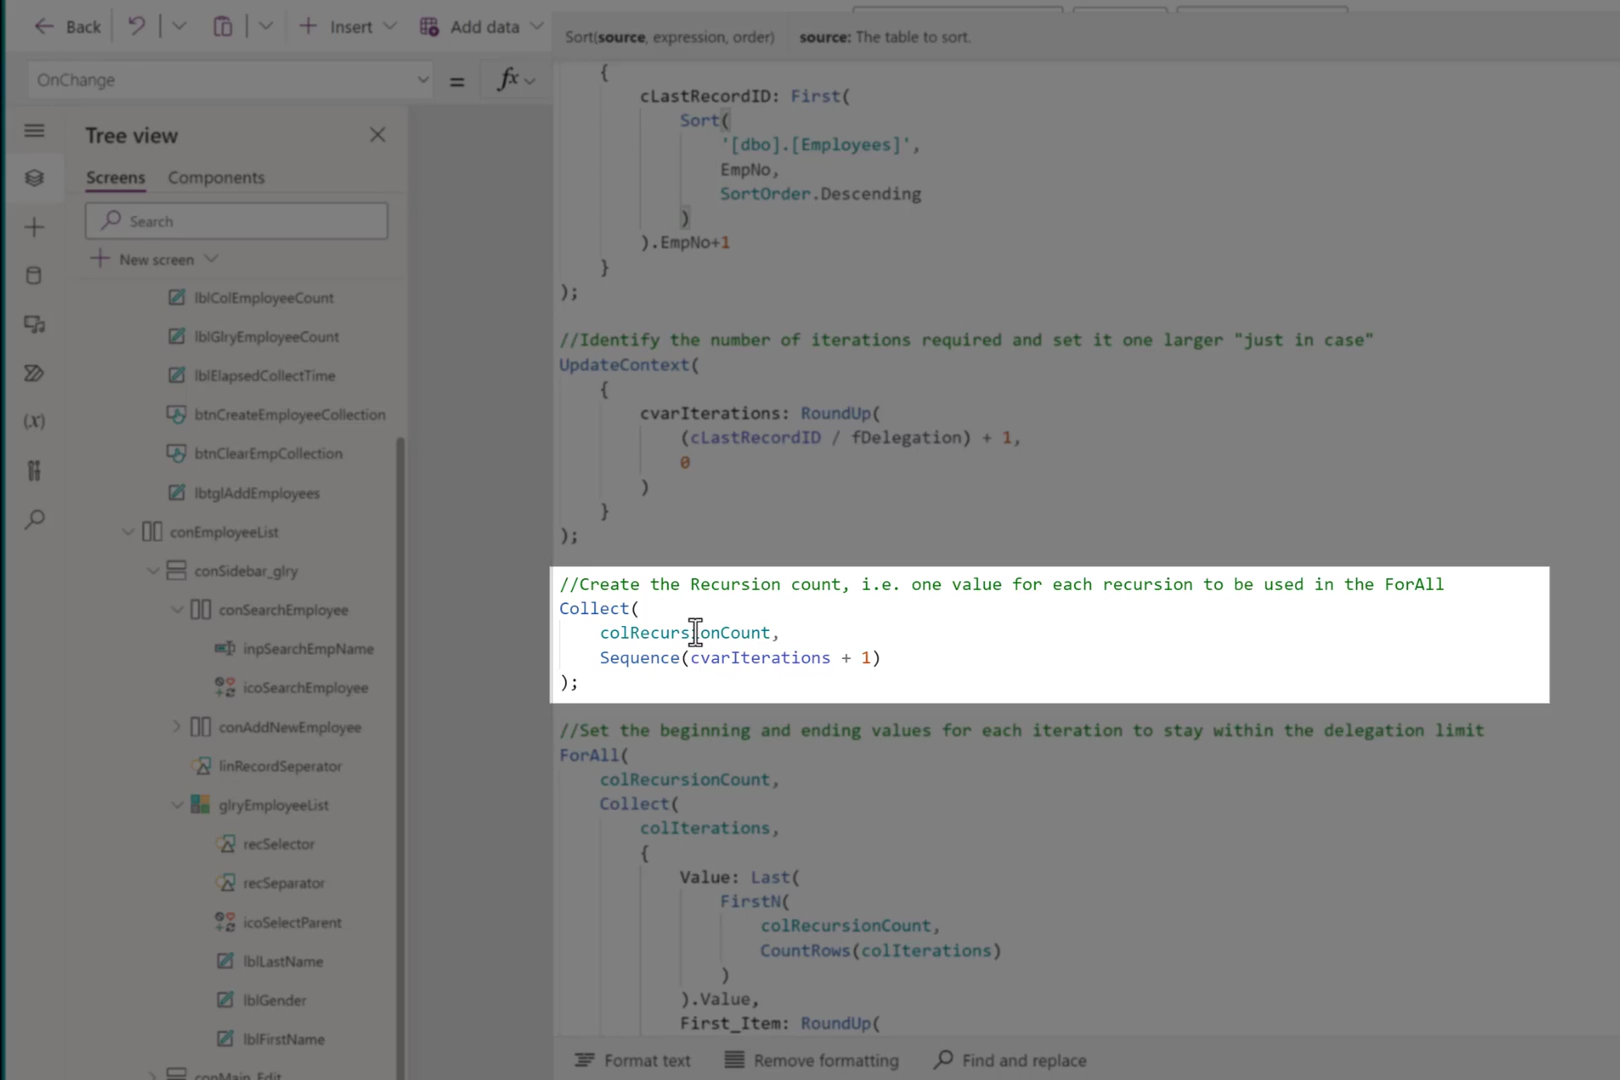 Back
Insert
Add data
OnChange
=
fx
Tree view
Screens
Components
Search
New screen
lblColEmployeeCount
lblGlryEmployeeCount
lblElapsedCollectTime
btnCreateEmployeeCollection
btnClearEmpCollection
lbtglAddEmployees
conEmployeeList
conSidebar_glry
conSearchEmployee
inpSearchEmpName
icoSearchEmployee
conAddNewEmployee
linRecordSeperator
glryEmployeeList
recSelector
recSeparator
icoSelectParent
lblLastName
lblGender
lblFirstName
conMain_Edit
Sort(source, expression, order) source: The table to sort.
{
cLastRecordID: First(
Sort(
'[dbo].[Employees]',
EmpNo,
SortOrder.Descending
)
).EmpNo+1
}
);
//Identify the number of iterations required and set it one larger "just in case"
UpdateContext(
{
cvarIterations: RoundUp(
(cLastRecordID / fDelegation) + 1,
0
)
}
);
//Create the Recursion count, i.e. one value for each recursion to be used in the ForAll
Collect(
colRecursionCount,
Sequence(cvarIterations + 1)
);
//Set the beginning and ending values for each iteration to stay within the delegation limit
ForAll(
colRecursionCount,
Collect(
colIterations,
{
Value: Last(
FirstN(
colRecursionCount,
CountRows(colIterations)
)
).Value,
First_Item: RoundUp(
Format text
Remove formatting
Find and replace